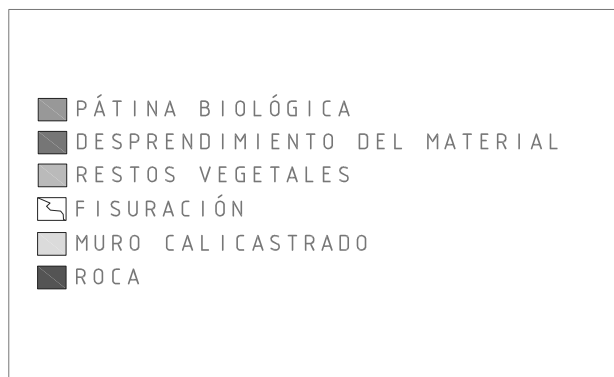 PÁTINA BIOLÓGICA
DESPRENDIMIENTO DEL MATERIAL
RESTOS VEGETALES
FISURACIÓN
MURO CALICASTRADO
ROCA